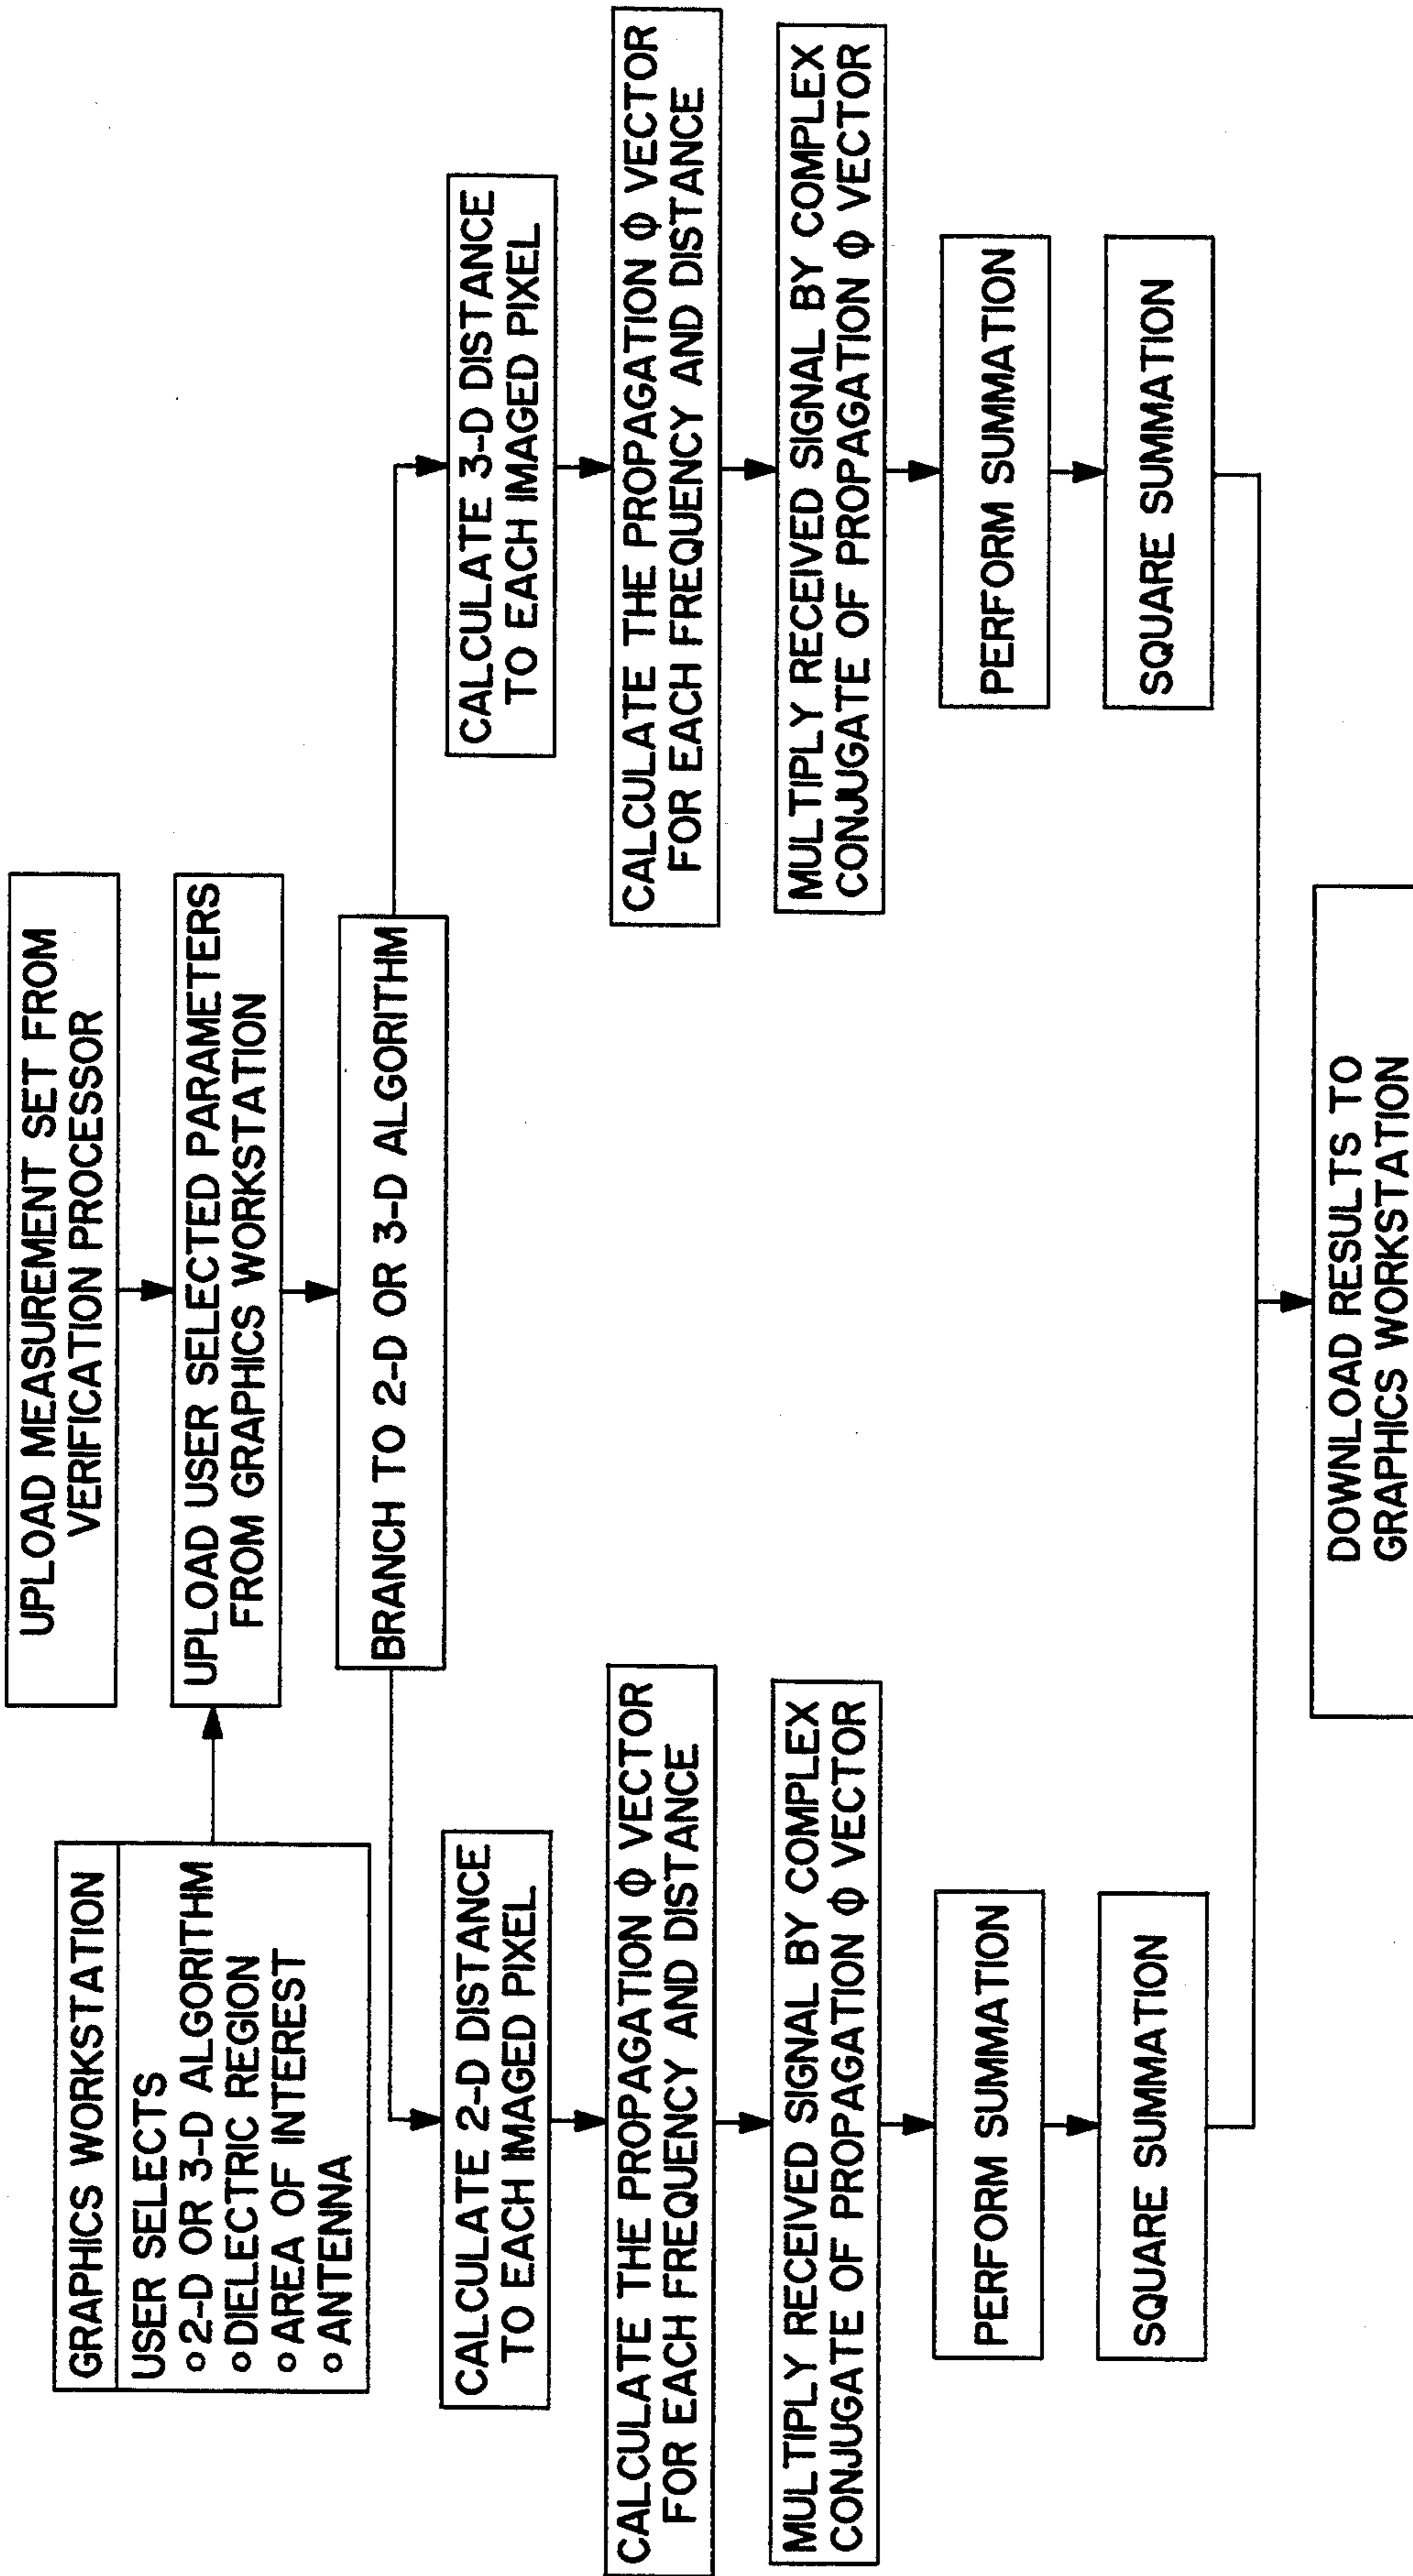 UPLOAD MEASUREMENT SET FROM
VERIFICATION PROCESSOR
GRAPHICS WORKSTATION
USER SELECTS
○ 2-D OR 3-D ALGORITHM
○ DIELECTRIC REGION
○ AREA OF INTEREST
○ ANTENNA
UPLOAD USER SELECTED PARAMETERS
FROM GRAPHICS WORKSTATION
BRANCH TO 2-D OR 3-D ALGORITHM
CALCULATE 2-D DISTANCE
TO EACH IMAGED PIXEL
CALCULATE THE PROPAGATION Φ VECTOR
FOR EACH FREQUENCY AND DISTANCE
MULTIPLY RECEIVED SIGNAL BY COMPLEX
CONJUGATE OF PROPAGATION Φ VECTOR
PERFORM SUMMATION
SQUARE SUMMATION
CALCULATE 3-D DISTANCE
TO EACH IMAGED PIXEL
CALCULATE THE PROPAGATION Φ VECTOR
FOR EACH FREQUENCY AND DISTANCE
MULTIPLY RECEIVED SIGNAL BY COMPLEX
CONJUGATE OF PROPAGATION Φ VECTOR
PERFORM SUMMATION
SQUARE SUMMATION
DOWNLOAD RESULTS TO
GRAPHICS WORKSTATION